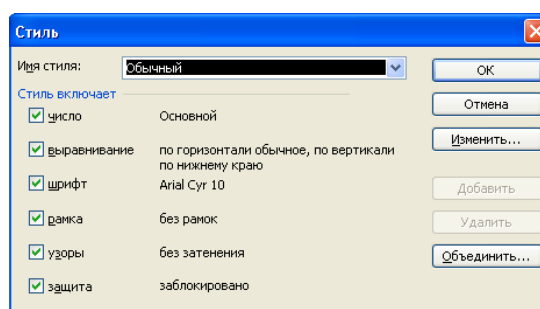 Стиль
Имя стиля: Обычный
ОК
Стиль включает
Отмена
число Основной
Изменить...
выравнивание по горизонтали обычное, по вертикали
по нижнему краю
шрифт Arial Cyr 10
Добавить
рамка без рамок
Удалить
узоры без затенения
Объединить...
защита заблокировано